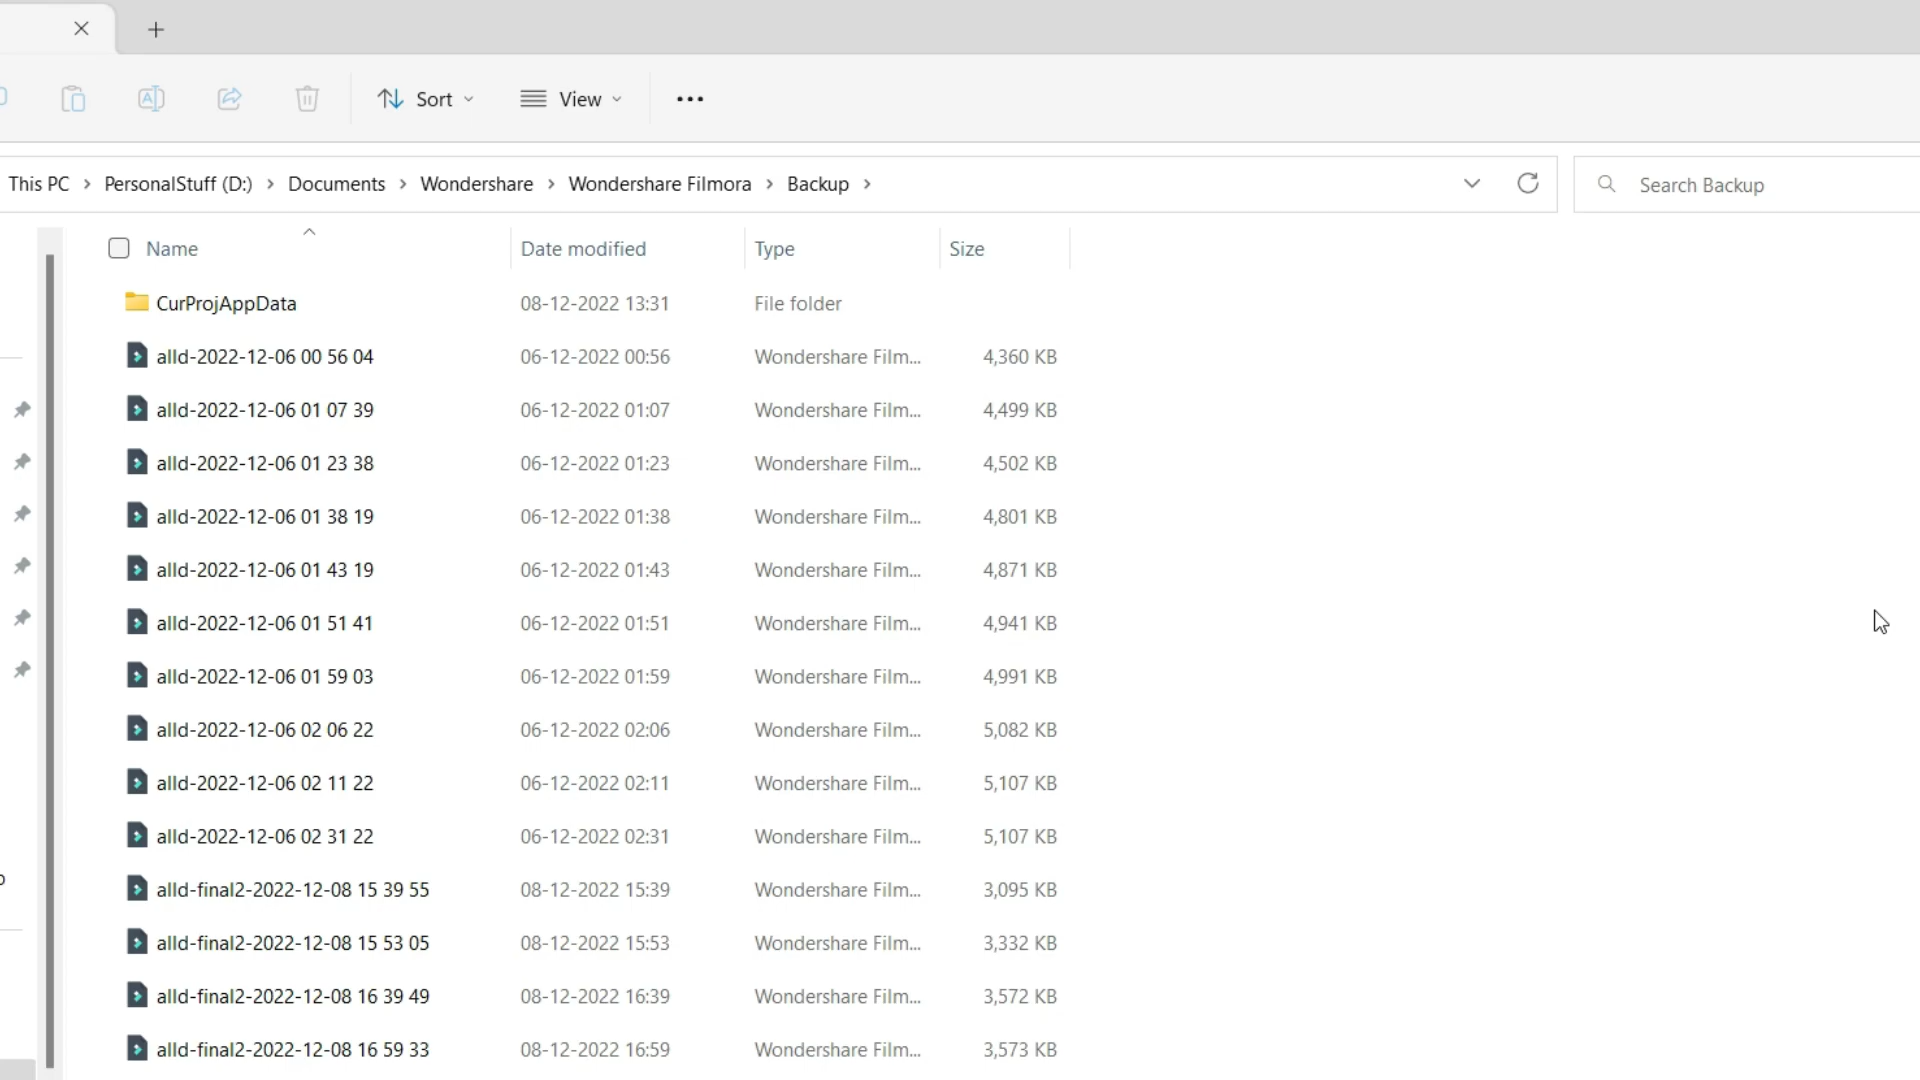 Sort View
This PC PersonalStuff (D:) Documents Wondershare Wondershare Filmora Backup Search Backup
Name Date modified Type Size
CurProjAppData 08-12-2022 13:31 File folder
alld-2022-12-06 00 56 04 06-12-2022 00:56 Wondershare Film... 4,360 KB
alld-2022-12-06 01 07 39 06-12-2022 01:07 Wondershare Film... 4,499 KB
alld-2022-12-06 01 23 38 06-12-2022 01:23 Wondershare Film... 4,502 KB
alld-2022-12-06 01 38 19 06-12-2022 01:38 Wondershare Film... 4,801 KB
alld-2022-12-06 01 43 19 06-12-2022 01:43 Wondershare Film... 4,871 KB
alld-2022-12-06 01 51 41 06-12-2022 01:51 Wondershare Film... 4,941 KB
alld-2022-12-06 01 59 03 06-12-2022 01:59 Wondershare Film... 4,991 KB
alld-2022-12-06 02 06 22 06-12-2022 02:06 Wondershare Film... 5,082 KB
alld-2022-12-06 02 11 22 06-12-2022 02:11 Wondershare Film... 5,107 KB
alld-2022-12-06 02 31 22 06-12-2022 02:31 Wondershare Film... 5,107 KB
alld-final2-2022-12-08 15 39 55 08-12-2022 15:39 Wondershare Film... 3,095 KB
alld-final2-2022-12-08 15 53 05 08-12-2022 15:53 Wondershare Film... 3,332 KB
alld-final2-2022-12-08 16 39 49 08-12-2022 16:39 Wondershare Film... 3,572 KB
alld-final2-2022-12-08 16 59 33 08-12-2022 16:59 Wondershare Film... 3,573 KB